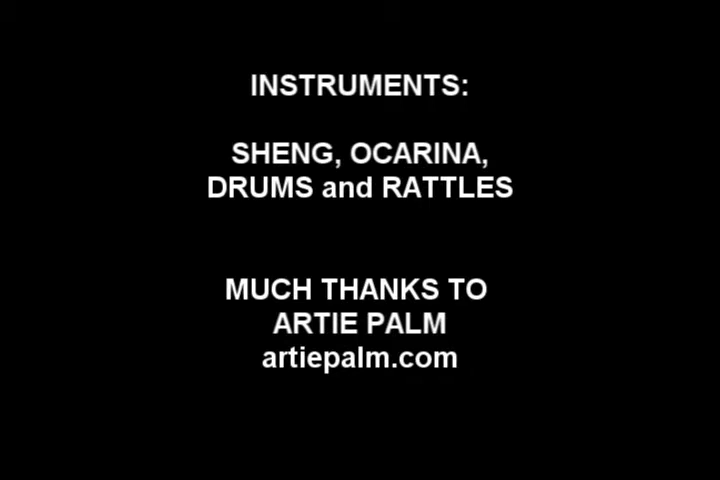 INSTRUMENTS:
SHENG, OCARINA,
DRUMS and RATTLES
MUCH THANKS TO
ARTIE PALM
artiepalm.com